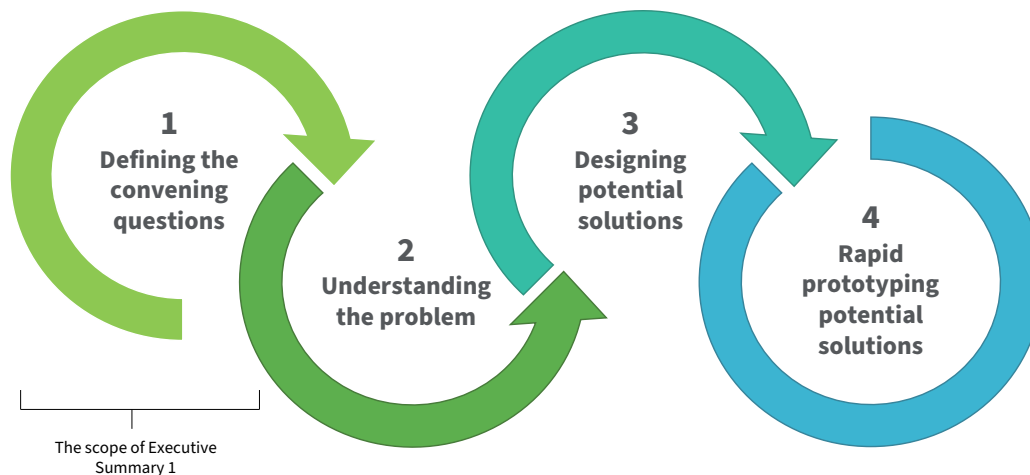 1
Defining the
convening
questions
2
Understanding
the problem
3
Designing
potential
solutions
4
Rapid
prototyping
potential
solutions
The scope of Executive
Summary 1